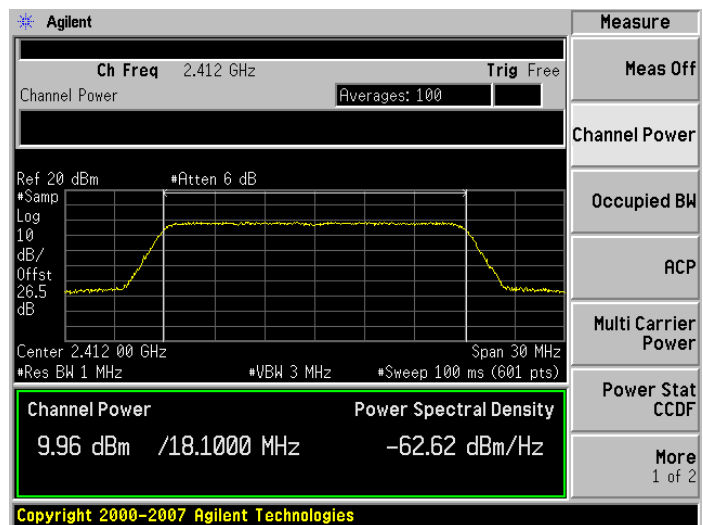 Agilent
Measure
Ch Freq 2.412 GHz Trig Free
Channel Power Averages: 100
Ref 20 dBm #Atten 6 dB
#Samp
Log
10
dB/
Offst
26.5
dB
Center 2.412 00 GHz Span 30 MHz
#Res BW 1 MHz #VBW 3 MHz #Sweep 100 ms (601 pts)
Channel Power Power Spectral Density
9.96 dBm /18.1000 MHz -62.62 dBm/Hz
Meas Off
Channel Power
Occupied BW
ACP
Multi Carrier
Power
Power Stat
CCDF
More
1 of 2
Copyright 2000-2007 Agilent Technologies